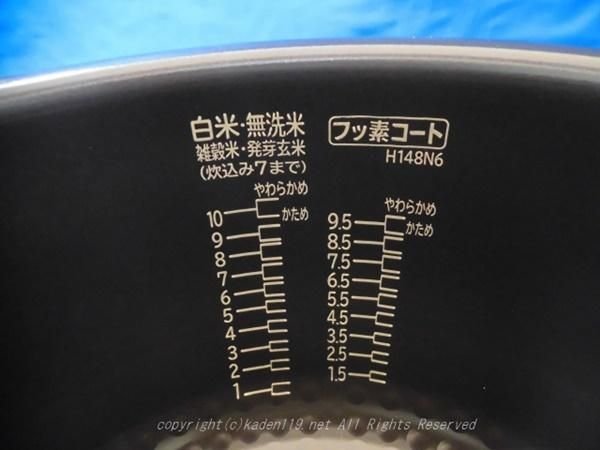 白米・無洗米
雑穀米・発芽玄米
(炊込み7まで)
フッ素コート
H148N6
やわらかめ
かため
10
9
8
7
6
5
4
3
2
1
やわらかめ
かため
9.5
8.5
7.5
6.5
5.5
4.5
3.5
2.5
1.5
copyright(c)kaden119.net All Rights Reserved